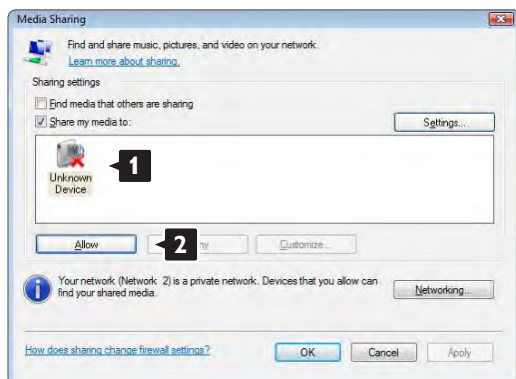 Media Sharing
Find and share music, pictures, and video on your network.
Learn more about sharing.
Sharing settings
Find media that others are sharing
Share my media to:
Settings...
1
Unknown
Device
Allow
2
Customize...
Your network (Network 2) is a private network. Devices that you allow can
find your shared media.
Networking...
How does sharing change firewall settings?
OK
Cancel
Apply